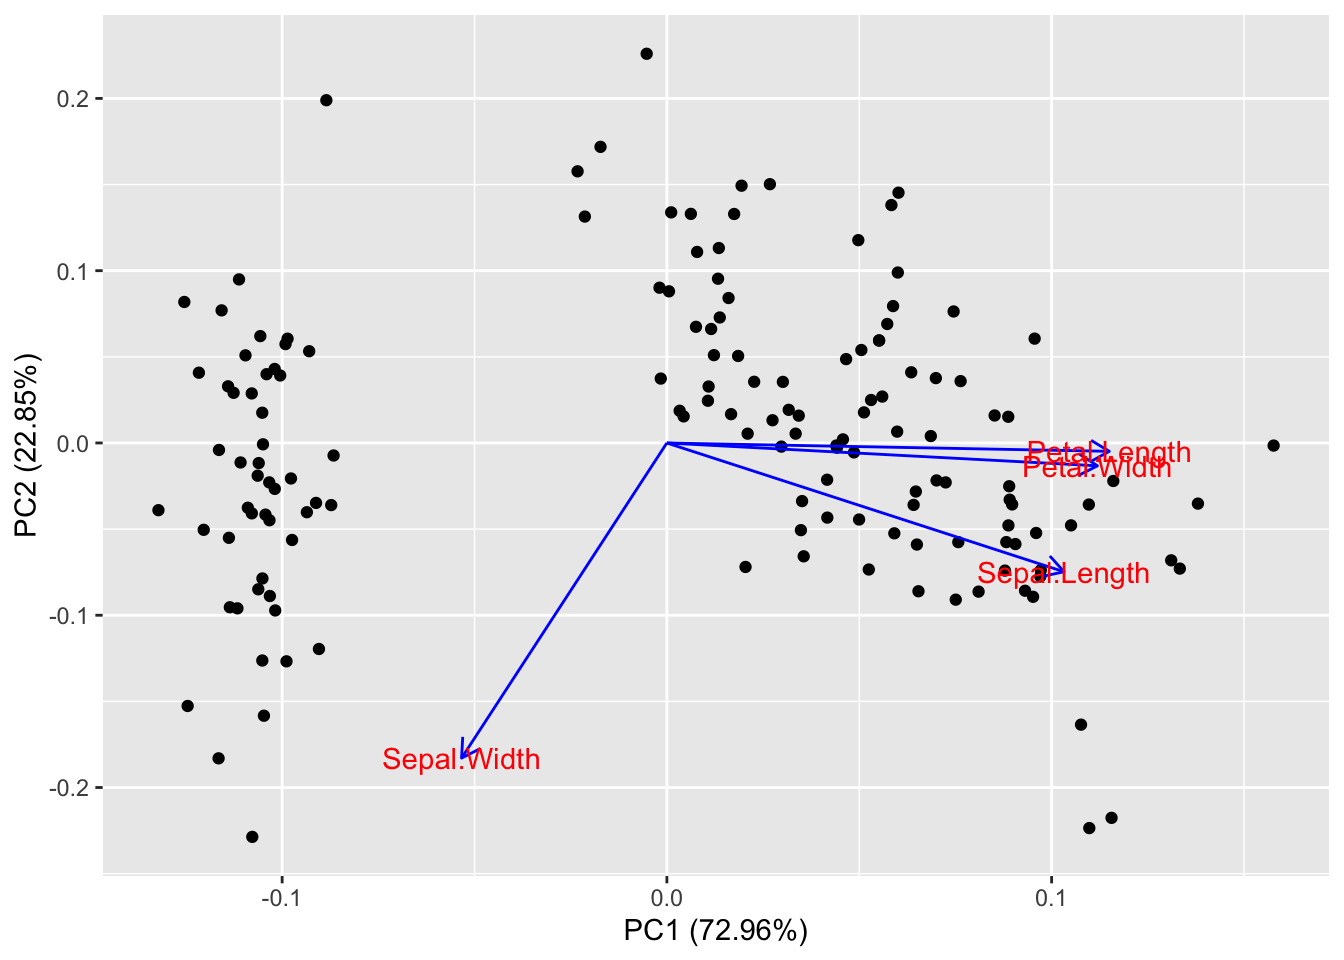 0.2
0.1
0.0
-0.1
-0.2
PC2 (22.85%)
Petal.Length
Petal.Width
Sepal.Length
Sepal.Width
-0.1
0.0
0.1
PC1 (72.96%)